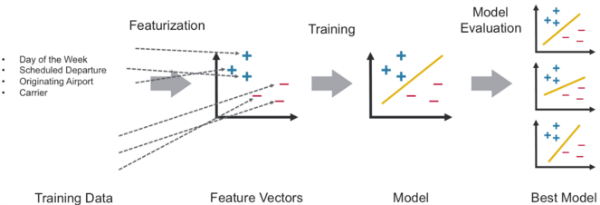 Featurization
Training
Model
Evaluation
• Day of the Week
• Scheduled Departure
• Originating Airport
• Carrier
Training Data
Feature Vectors
Model
Best Model